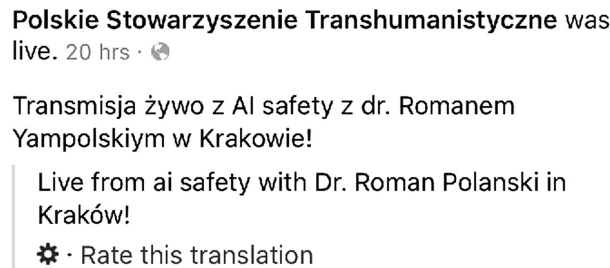 Polskie Stowarzyszenie Transhumanistyczne was
live. 20 hrs ·
Transmisja żywo z AI safety z dr. Romanem
Yampolskiym w Krakowie!
Live from ai safety with Dr. Roman Polanski in
Kraków!
· Rate this translation